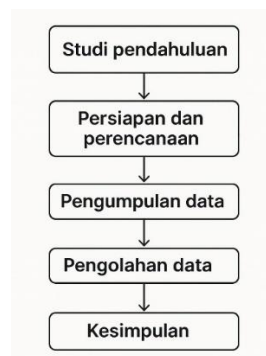 Studi pendahuluan
Persiapan dan
perencanaan
Pengumpulan data
Pengolahan data
Kesimpulan